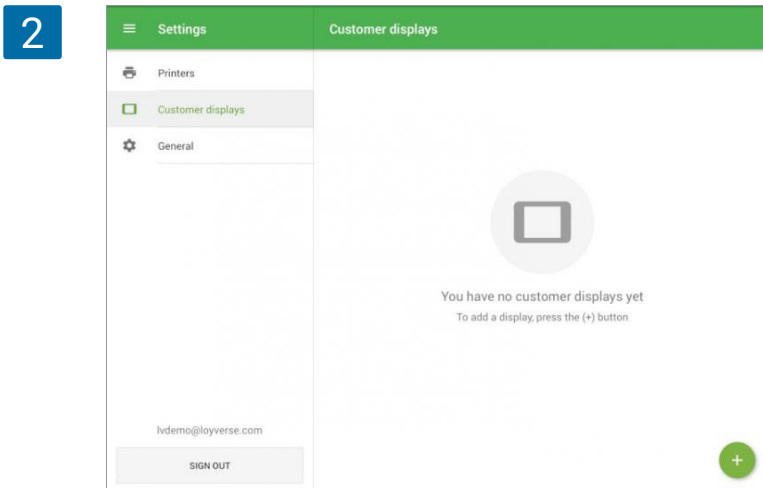 2
Settings
Customer displays
Printers
Customer displays
General
You have no customer displays yet
To add a display, press the (+) button
lvdemo@loyverse.com
SIGN OUT
+